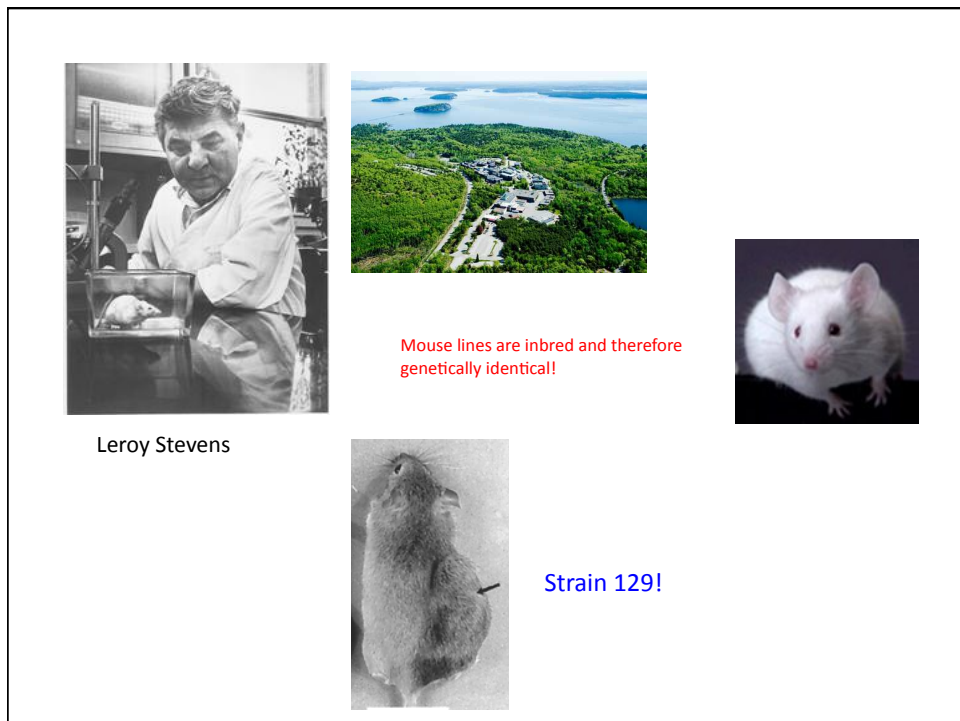 Mouse lines are inbred and therefore
genetically identical!
Leroy Stevens
Strain 129!